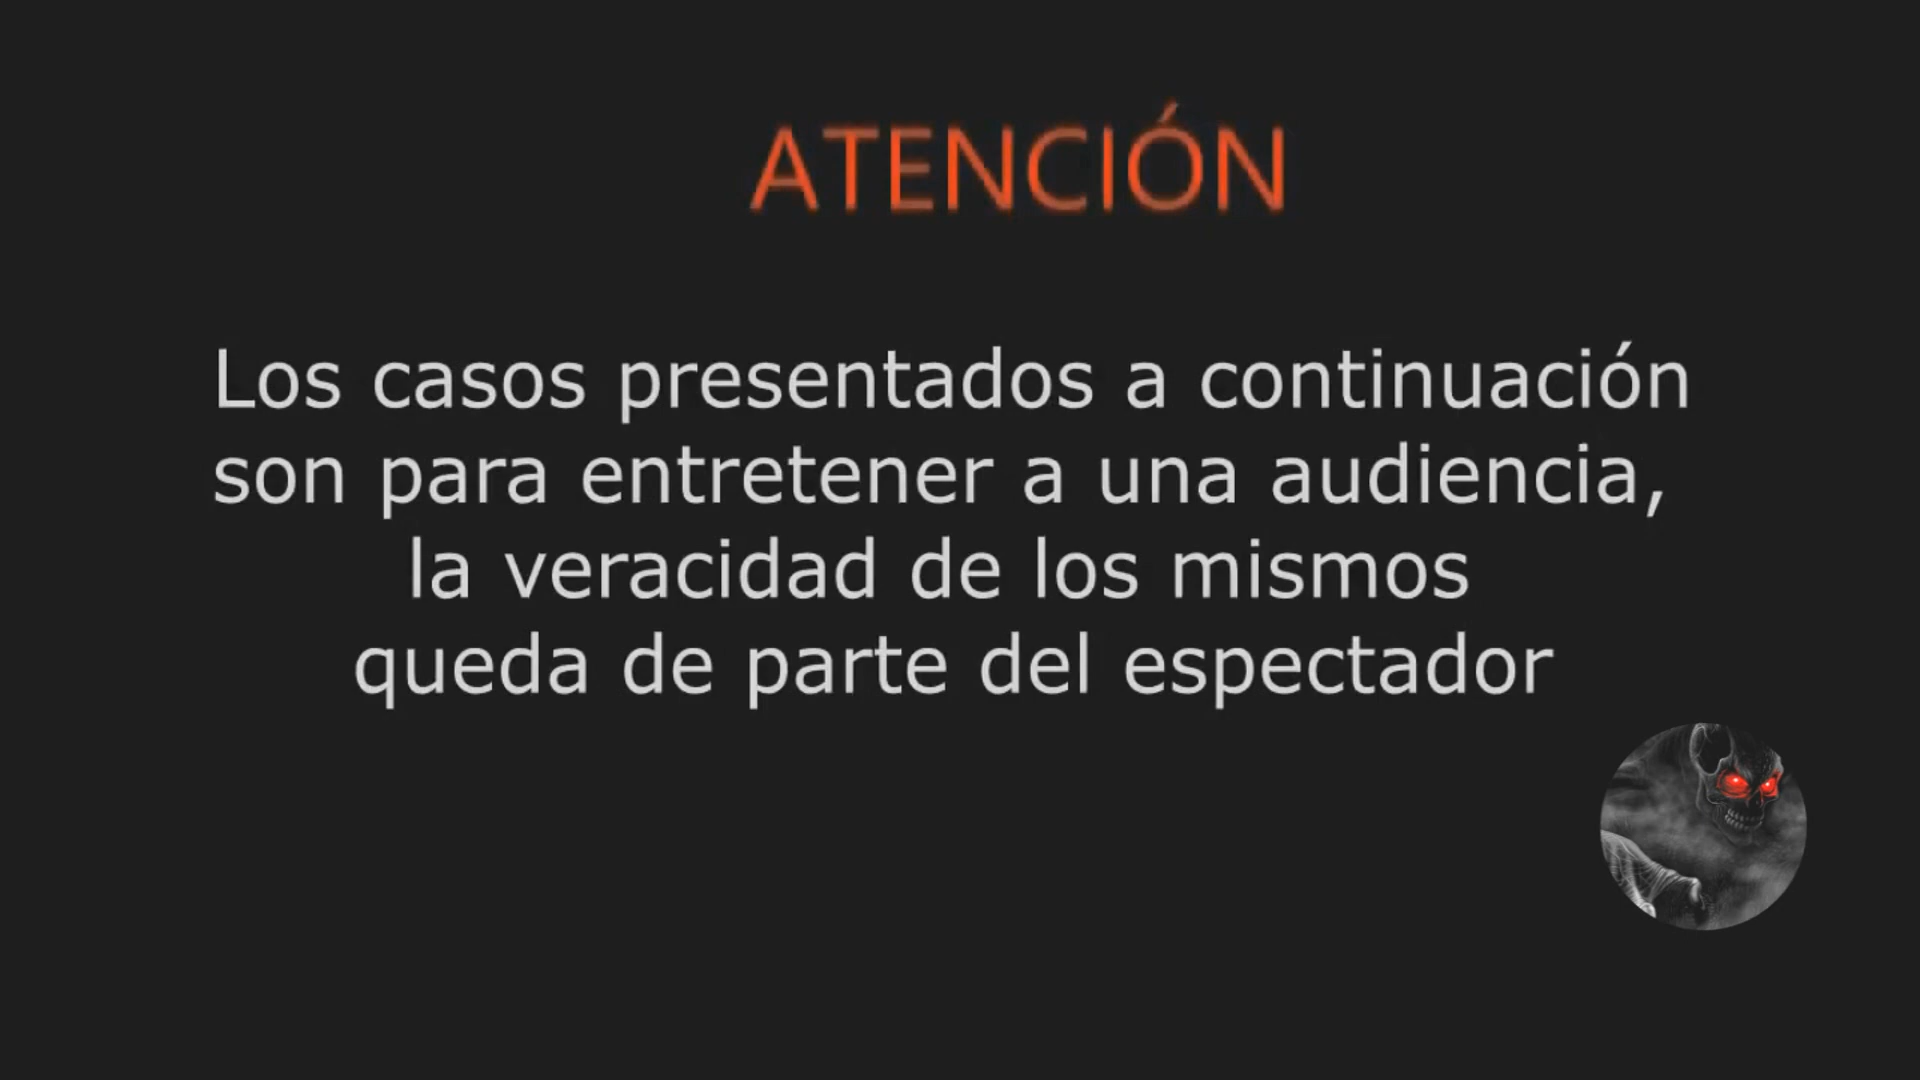 ATENCIÓN
Los casos presentados a continuación
son para entretener a una audiencia,
la veracidad de los mismos
queda de parte del espectador